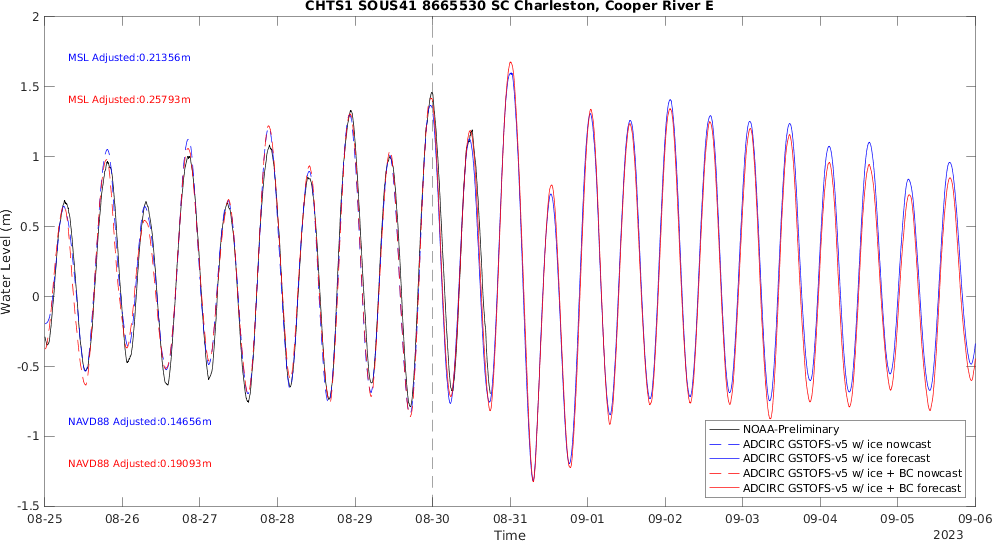 CHTS1 SOUS41 8665530 SC Charleston, Cooper River E
2
1.5
1
0.5
0
-0.5
-1
-1.5
Water Level (m)
MSL Adjusted:0.21356m
MSL Adjusted:0.25793m
NAVD88 Adjusted:0.14656m
NAVD88 Adjusted:0.19093m
NOAA-Preliminary
ADCIRC GSTOFS-v5 w/ ice nowcast
ADCIRC GSTOFS-v5 w/ ice forecast
ADCIRC GSTOFS-v5 w/ ice + BC nowcast
ADCIRC GSTOFS-v5 w/ ice + BC forecast
08-25 08-26 08-27 08-28 08-29 08-30 08-31 09-01 09-02 09-03 09-04 09-05 09-06
Time
2023